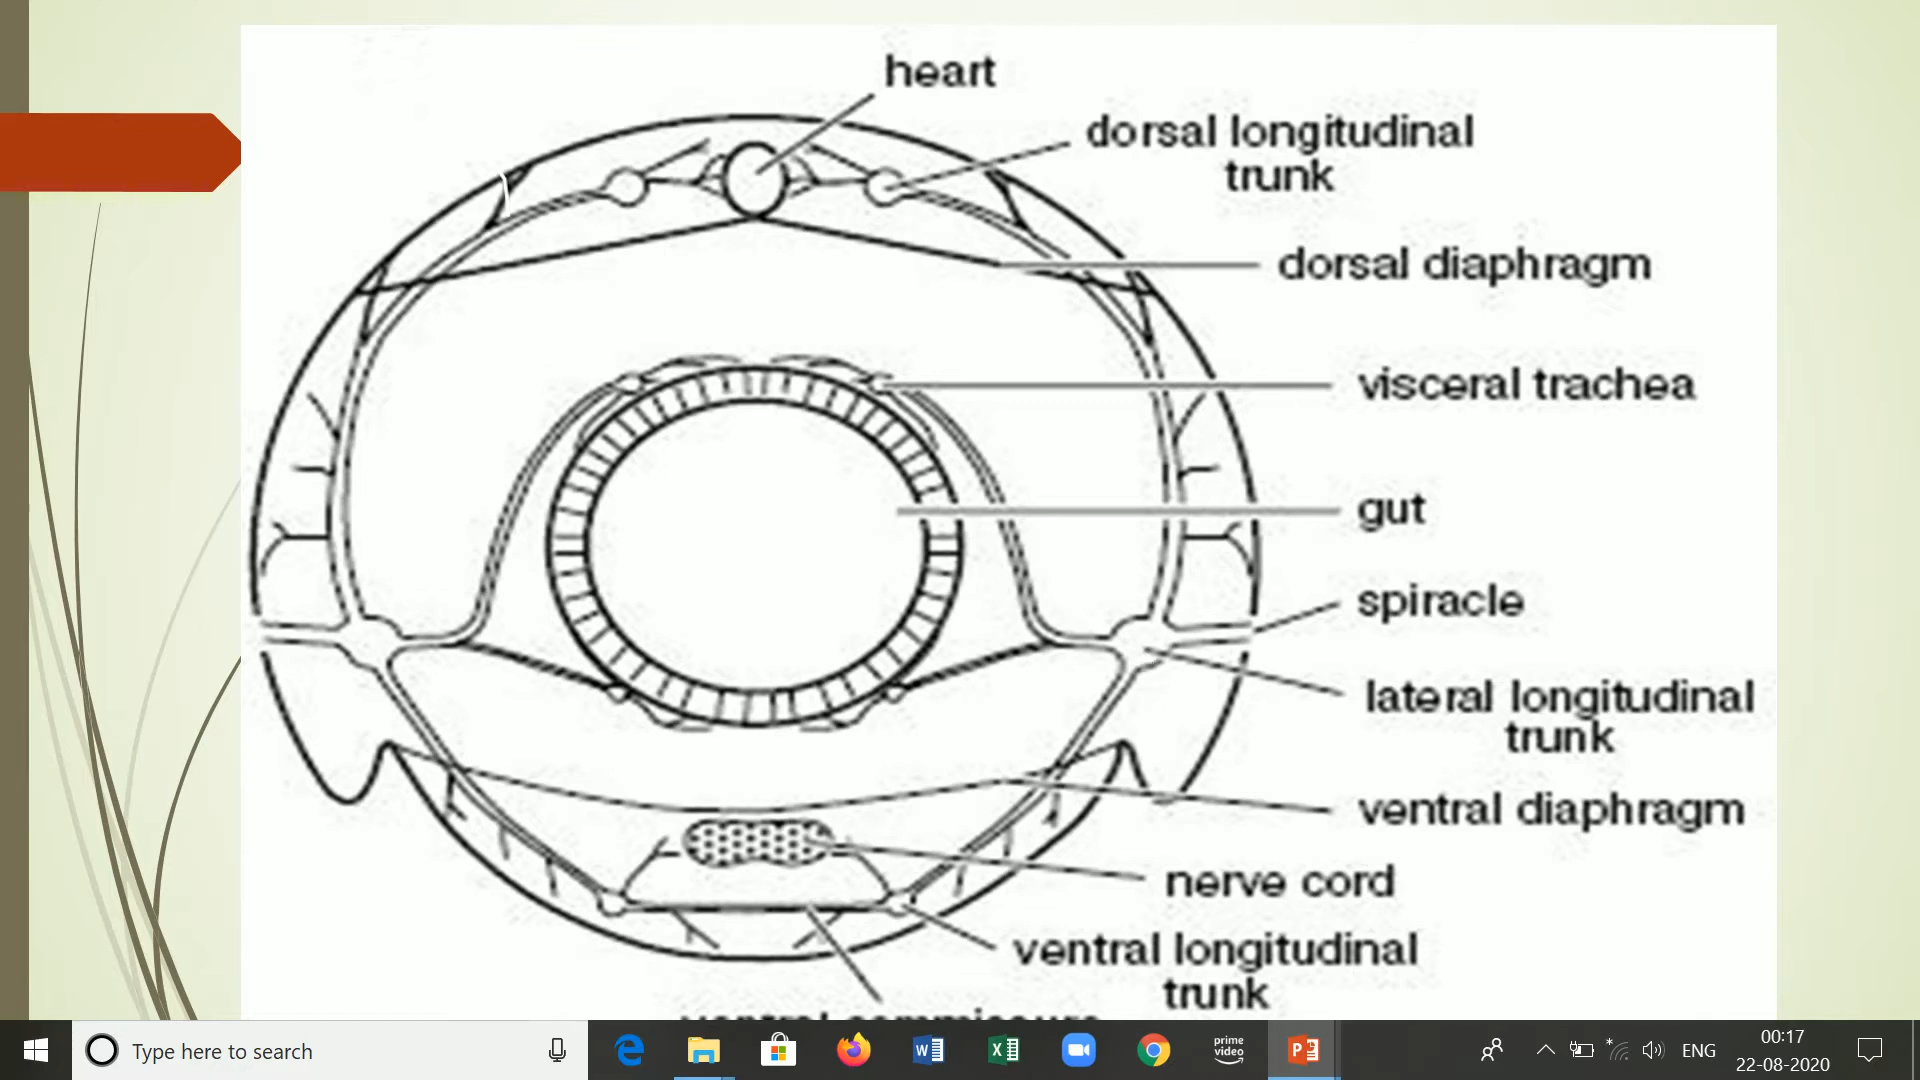 heart
dorsal longitudinal
trunk
dorsal diaphragm
visceral trachea
gut
spiracle
lateral longitudinal
trunk
ventral diaphragm
nerve cord
ventral longitudinal
trunk
Type here to search
prime
video
ENG
00:17
22-08-2020